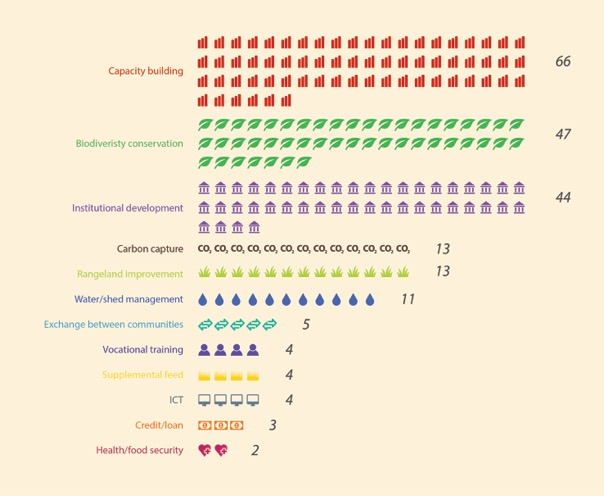 Capacity building 66
Biodiveristy conservation 47
Institutional development 44
Carbon capture CO₂ CO₂ CO₂ CO₂ CO₂ CO₂ CO₂ CO₂ CO₂ CO₂ CO₂ CO₂ CO₂ 13
Rangeland improvement 13
Water/shed management 11
Exchange between communities 5
Vocational training 4
Supplemental feed 4
ICT 4
Credit/loan 3
Health/food security 2